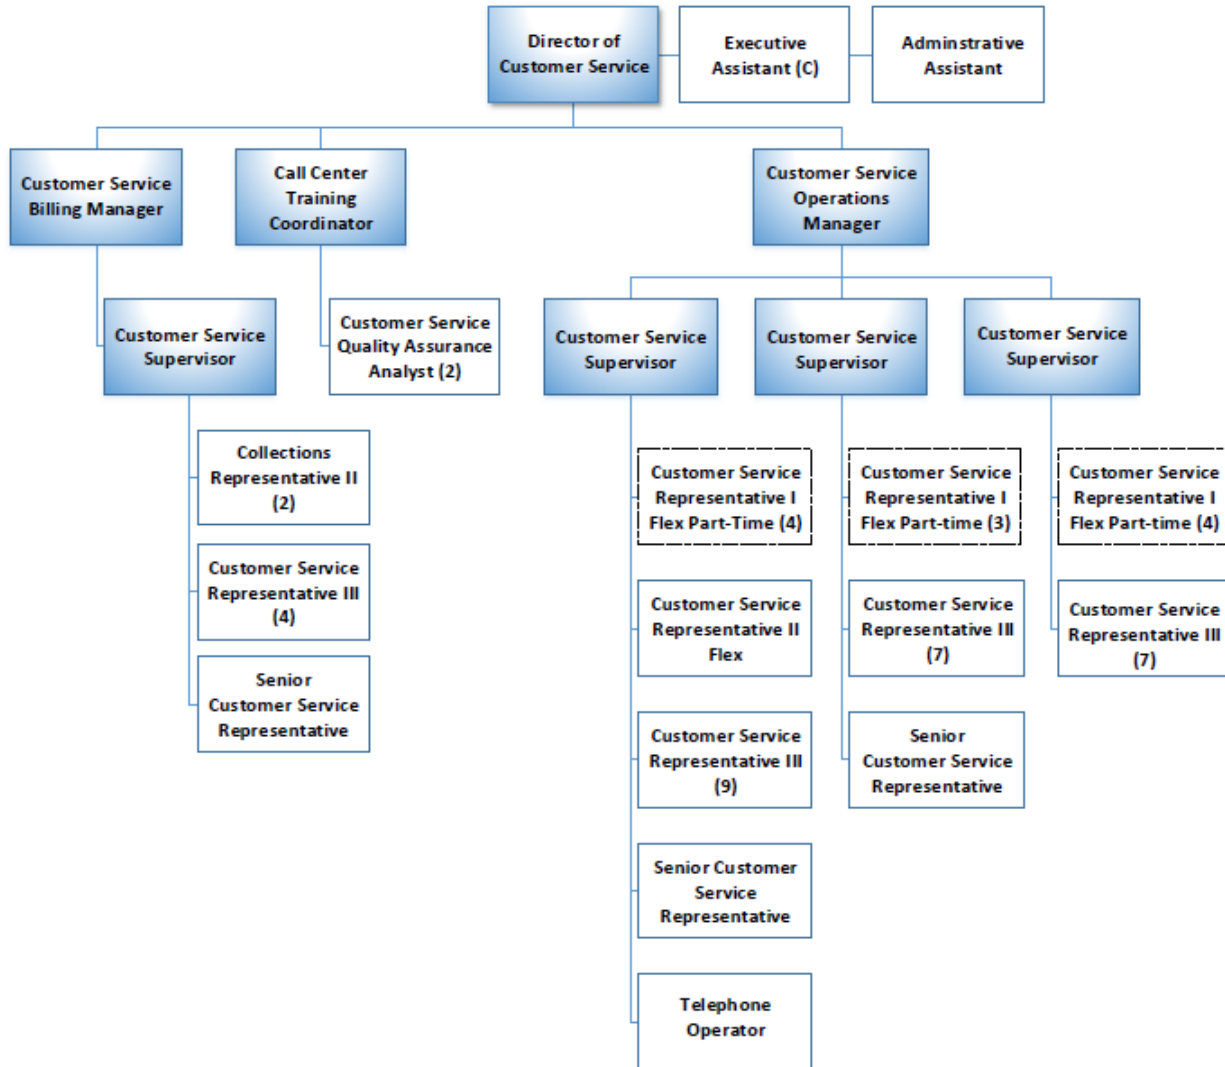 Director of
Customer Service
Executive
Assistant (C)
Adminstrative
Assistant
Customer Service
Billing Manager
Call Center
Training
Coordinator
Customer Service
Operations
Manager
Customer Service
Supervisor
Customer Service
Quality Assurance
Analyst (2)
Customer Service
Supervisor
Customer Service
Supervisor
Customer Service
Supervisor
Collections
Representative II
(2)
Customer Service
Representative III
(4)
Senior
Customer Service
Representative
Customer Service
Representative I
Flex Part-Time (4)
Customer Service
Representative II
Flex
Customer Service
Representative III
(9)
Senior Customer
Service
Representative
Telephone
Operator
Customer Service
Representative I
Flex Part-time (3)
Customer Service
Representative III
(7)
Senior
Customer Service
Representative
Customer Service
Representative I
Flex Part-time (4)
Customer Service
Representative III
(7)